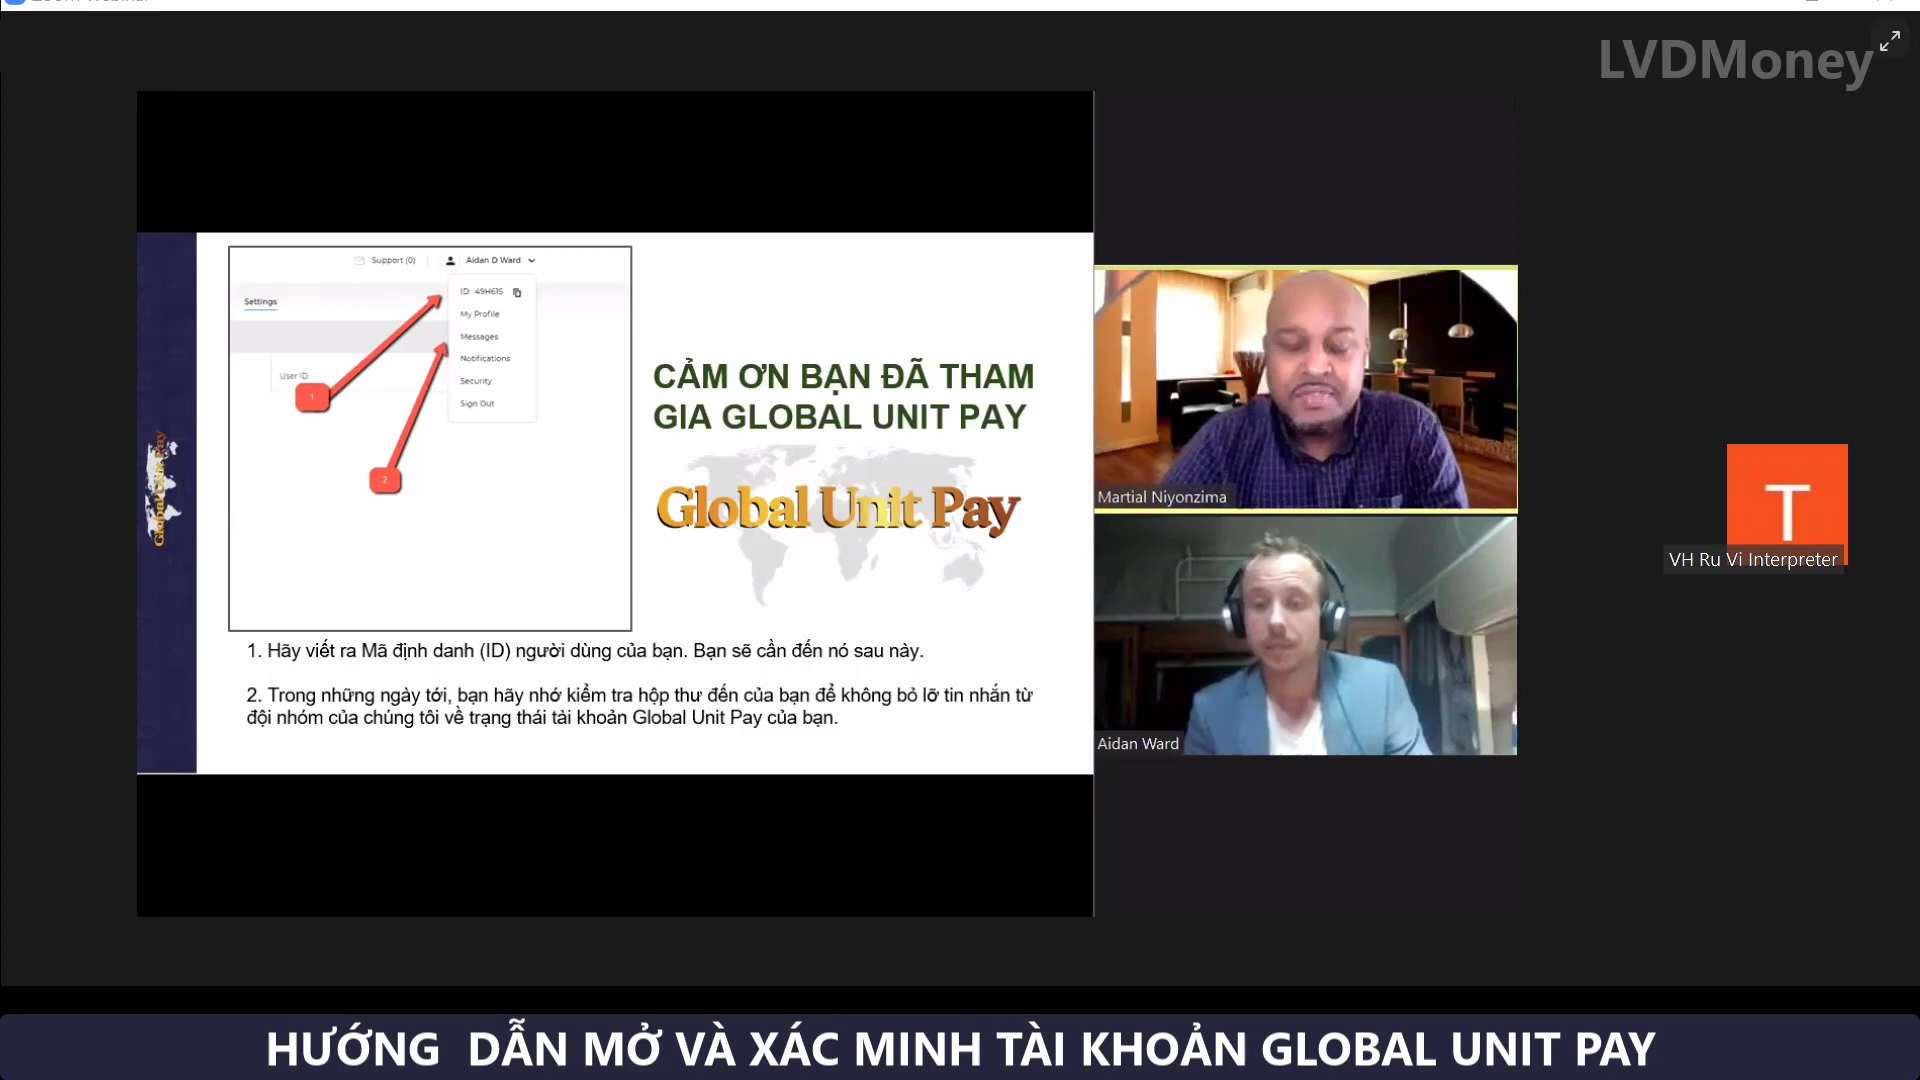 LVDMoney
Support (0)
Aidan D Ward
Settings
ID: 49H61S
My Profile
Messages
Notifications
Security
Sign Out
User ID
1
2
CẢM ƠN BẠN ĐÃ THAM
GIA GLOBAL UNIT PAY
Global Unit Pay
Global Unit Pay
1. Hãy viết ra Mã định danh (ID) người dùng của bạn. Bạn sẽ cần đến nó sau này.
2. Trong những ngày tới, bạn hãy nhớ kiểm tra hộp thư đến của bạn để không bỏ lỡ tin nhắn từ
đội nhóm của chúng tôi về trạng thái tài khoản Global Unit Pay của bạn.
Martial Niyonzima
Aidan Ward
T
VH Ru Vi Interpreter
HƯỚNG DẪN MỞ VÀ XÁC MINH TÀI KHOẢN GLOBAL UNIT PAY